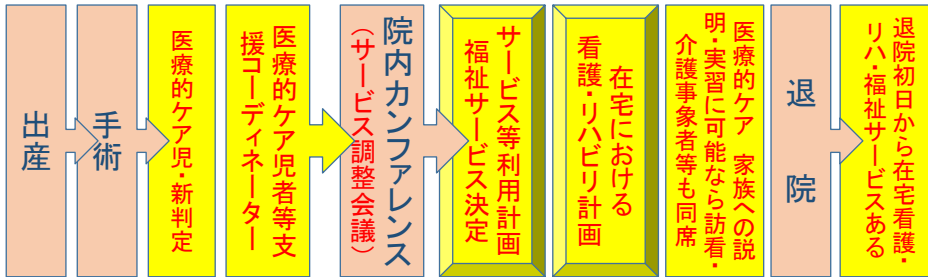 出産
手術
医療的ケア児・新判定
医療的ケア児者等支
援コーディネーター
院内カンファレンス
（サービス調整会議）
サービス等利用計画
福祉サービス決定
在宅における
看護・リハビリ計画
医療的ケア 家族への説
明・実習に可能なら訪看・
介護事象者等も同席
退院
退院初日から在宅看護・
リハ・福祉サービスある